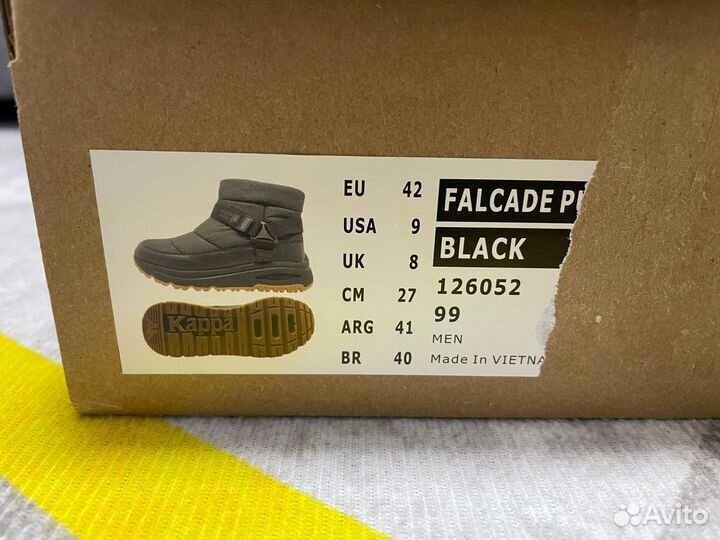 EU 42
USA 9
UK 8
CM 27
ARG 41
BR 40
FALCADE
BLACK
126052
99
MEN
Made In
Kappa
Avito